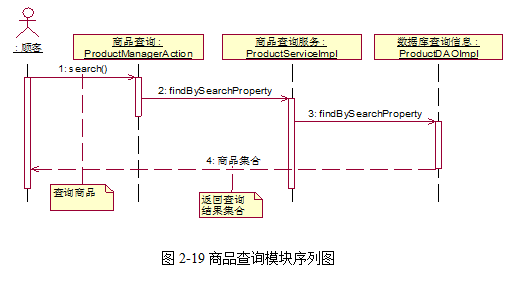 : 顾客
商品查询 :
ProductManagerAction
商品查询服务 :
ProductServiceImpl
数据库查询信息 :
ProductDAOImpl
1: search()
2: findBySearchProperty
3: findBySearchProperty
4: 商品集合
查询商品
返回查询
结果集合
图 2-19 商品查询模块序列图